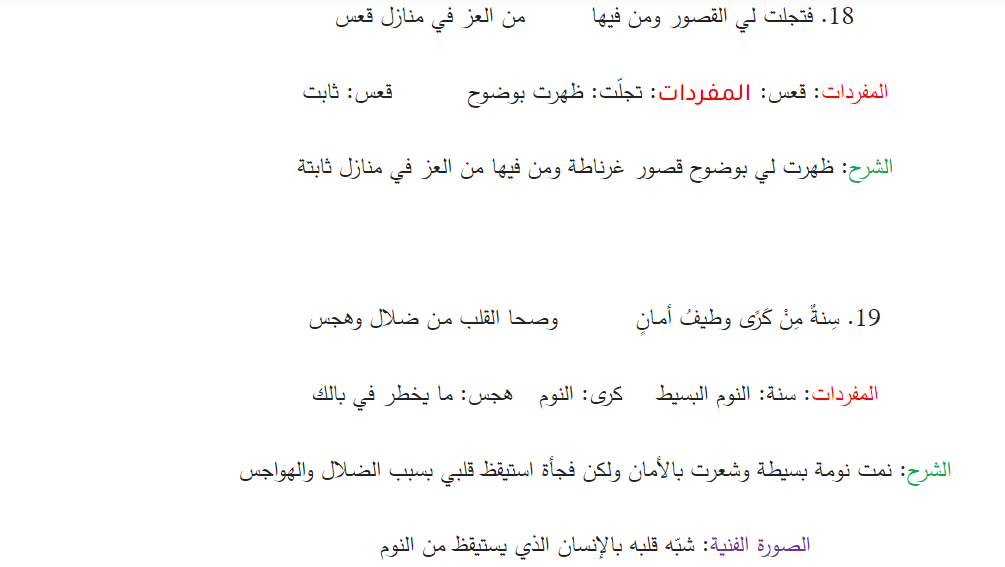 18. فتجلت لي القصور ومن فيها من العز في منازل قعس
المفردات: قعس: المفردات: تجلّت: ظهرت بوضوح قعس: ثابت
الشرح: ظهرت لي بوضوح قصور غرناطة ومن فيها من العز في منازل ثابتة
19. سِنةٌ مِنْ كَرًى وطيفُ أمانٍ وصحا القلب من ضلال وهجس
المفردات: سنة: النوم البسيط كرى: النوم هجس: ما يخطر في بالك
الشرح: نمت نومة بسيطة وشعرت بالأمان ولكن فجأة استيقظ قلبي بسبب الضلال والهواجس
الصورة الفنية: شبّه قلبه بالإنسان الذي يستيقظ من النوم